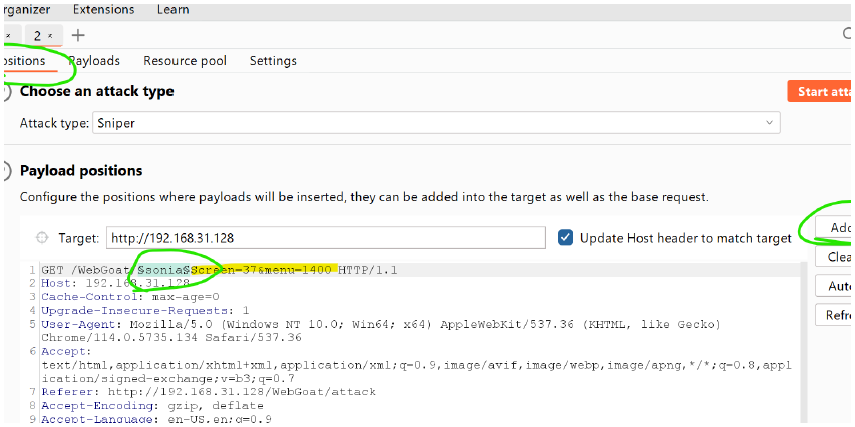 rganizer Extensions Learn
× 2 × +
ositions Payloads Resource pool Settings
Choose an attack type
Start atta
Attack type: Sniper
Payload positions
Configure the positions where payloads will be inserted, they can be added into the target as well as the base request.
Target: http://192.168.31.128 Update Host header to match target
Add
Clea
Auto
Refre
1 GET /WebGoat/§sonia§Screen=37&menu=1400 HTTP/1.1
2 Host: 192.168.31.128
3 Cache-Control: max-age=0
4 Upgrade-Insecure-Requests: 1
5 User-Agent: Mozilla/5.0 (Windows NT 10.0; Win64; x64) AppleWebKit/537.36 (KHTML, like Gecko)
Chrome/114.0.5735.134 Safari/537.36
6 Accept:
text/html,application/xhtml+xml,application/xml;q=0.9,image/avif,image/webp,image/apng,*/*;q=0.8,appl
ication/signed-exchange;v=b3;q=0.7
7 Referer: http://192.168.31.128/WebGoat/attack
8 Accept-Encoding: gzip, deflate
9 Accept-Language: en-US,en;q=0.9